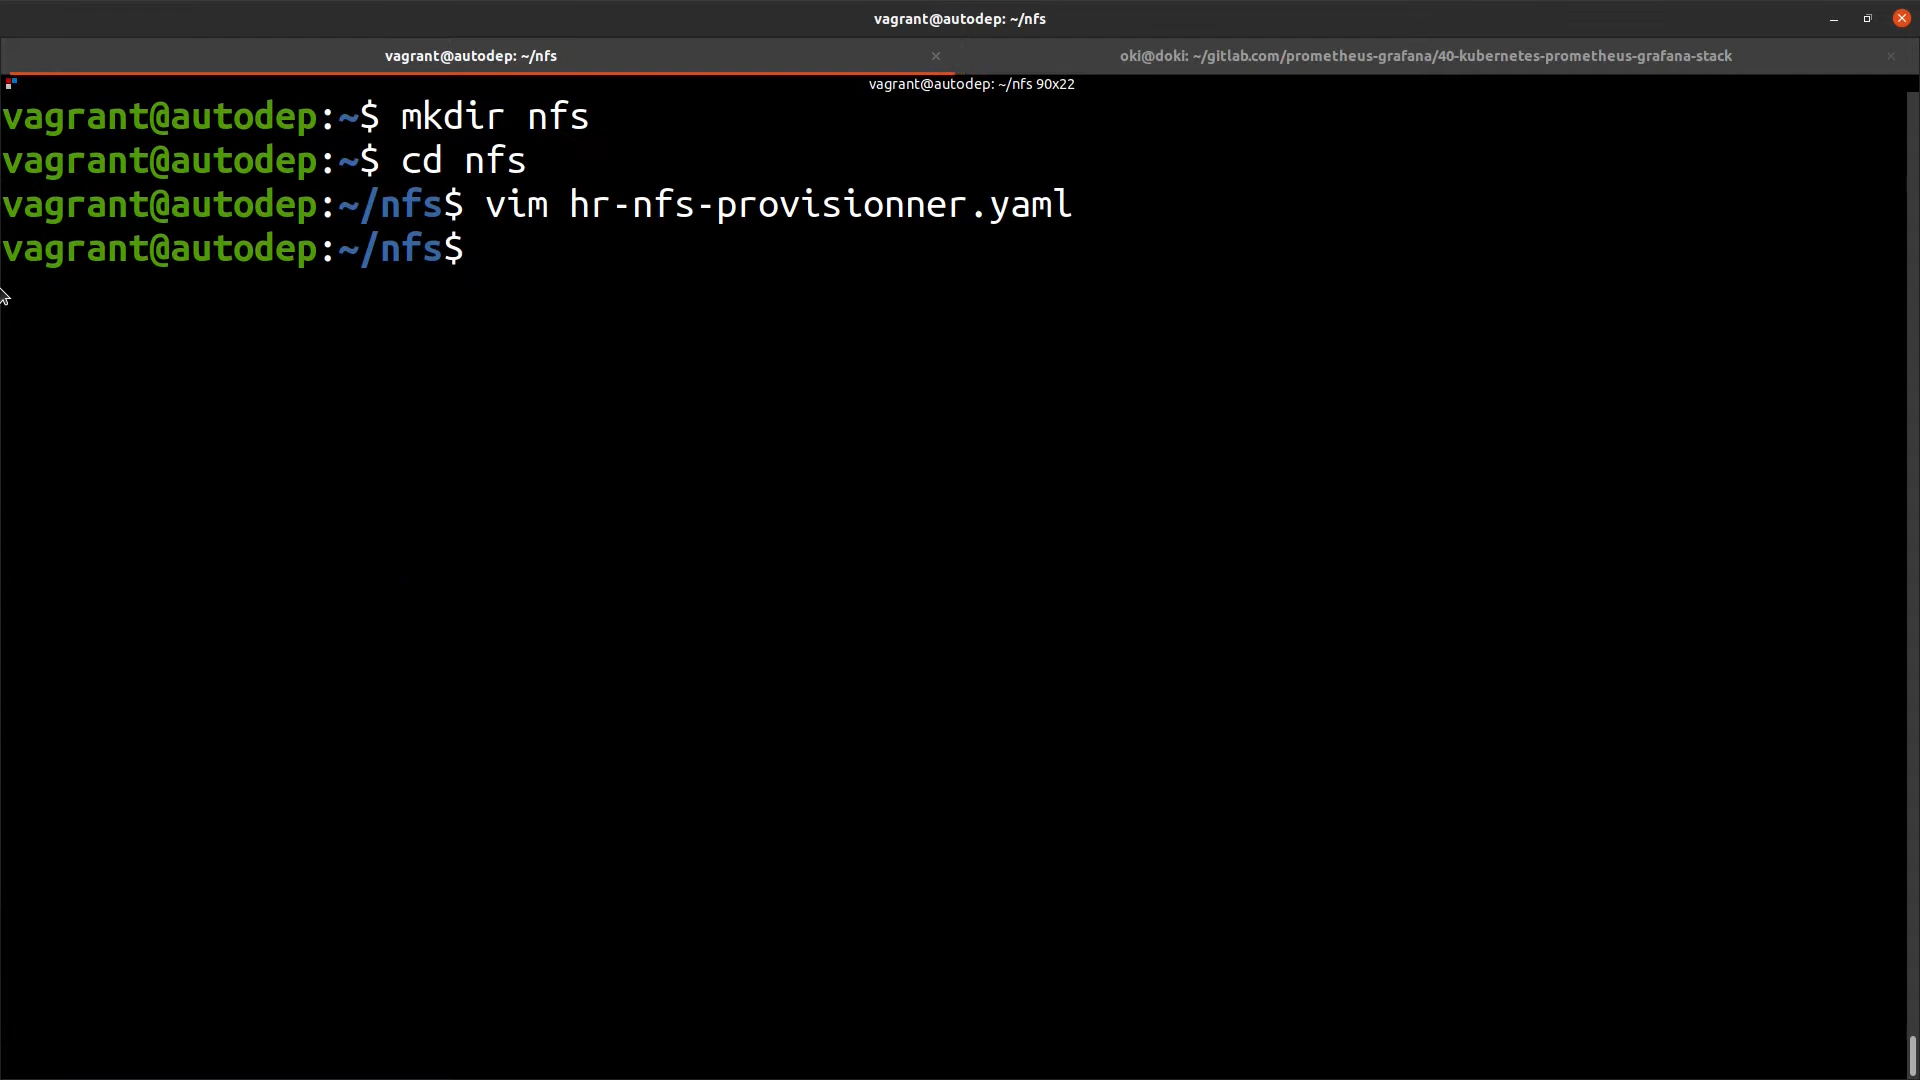 vagrant@autodep: ~/nfs
vagrant@autodep: ~/nfs
oki@doki: ~/gitlab.com/prometheus-grafana/40-kubernetes-prometheus-grafana-stack
vagrant@autodep: ~/nfs 90x22
vagrant@autodep:~$ mkdir nfs
vagrant@autodep:~$ cd nfs
vagrant@autodep:~/nfs$ vim hr-nfs-provisionner.yaml
vagrant@autodep:~/nfs$